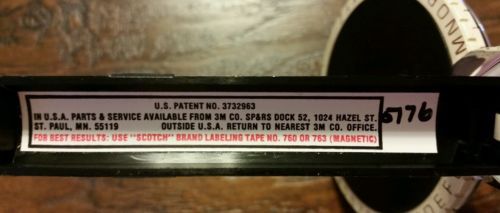 U.S. PATENT NO. 3732963
IN U.S.A. PARTS & SERVICE AVAILABLE FROM 3M CO. SP&RS DOCK 52, 1024 HAZEL ST.
ST. PAUL, MN. 55119 OUTSIDE U.S.A. RETURN TO NEAREST 3M CO. OFFICE.
FOR BEST RESULTS: USE "SCOTCH" BRAND LABELING TAPE NO. 760 OR 763 (MAGNETIC)
5776
MNOP
DEF